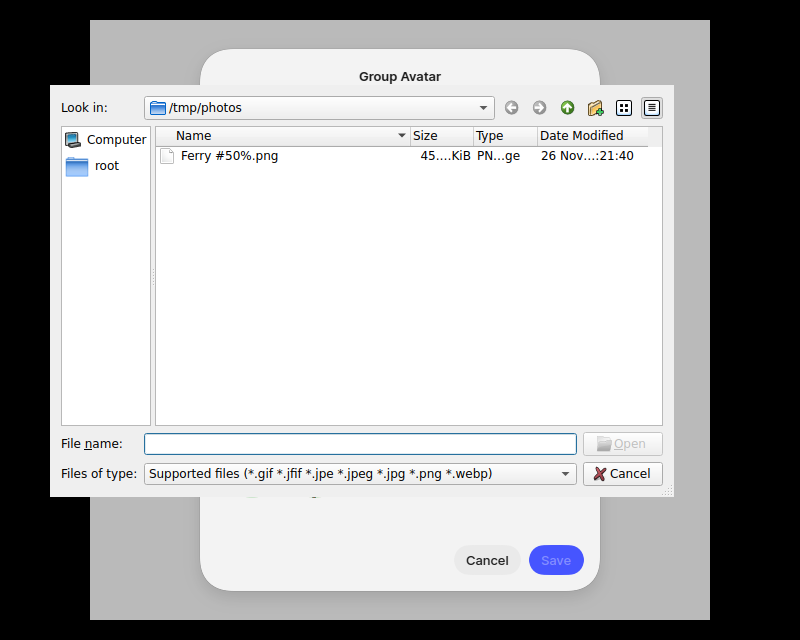 Group Avatar
Look in: /tmp/photos
Computer
root
Name Size Type Date Modified
Ferry #50%.png 45....KiB PN...ge 26 Nov...:21:40
File name: Open
Files of type: Supported files (*.gif *.jfif *.jpe *.jpeg *.jpg *.png *.webp) Cancel
Cancel Save